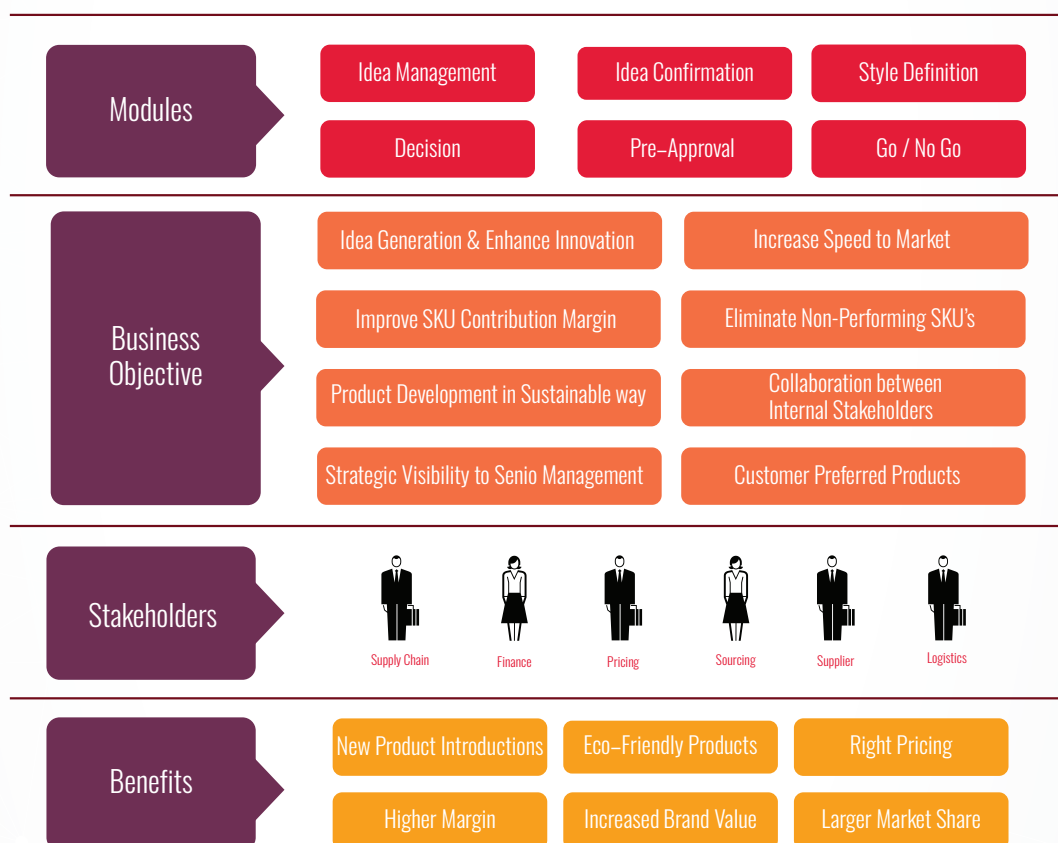 Modules
Idea Management
Idea Confirmation
Style Definition
Decision
Pre–Approval
Go / No Go
Business
Objective
Idea Generation & Enhance Innovation
Increase Speed to Market
Improve SKU Contribution Margin
Eliminate Non-Performing SKU's
Product Development in Sustainable way
Collaboration between
Internal Stakeholders
Strategic Visibility to Senio Management
Customer Preferred Products
Stakeholders
Supply Chain
Finance
Pricing
Sourcing
Supplier
Logistics
Benefits
New Product Introductions
Eco–Friendly Products
Right Pricing
Higher Margin
Increased Brand Value
Larger Market Share